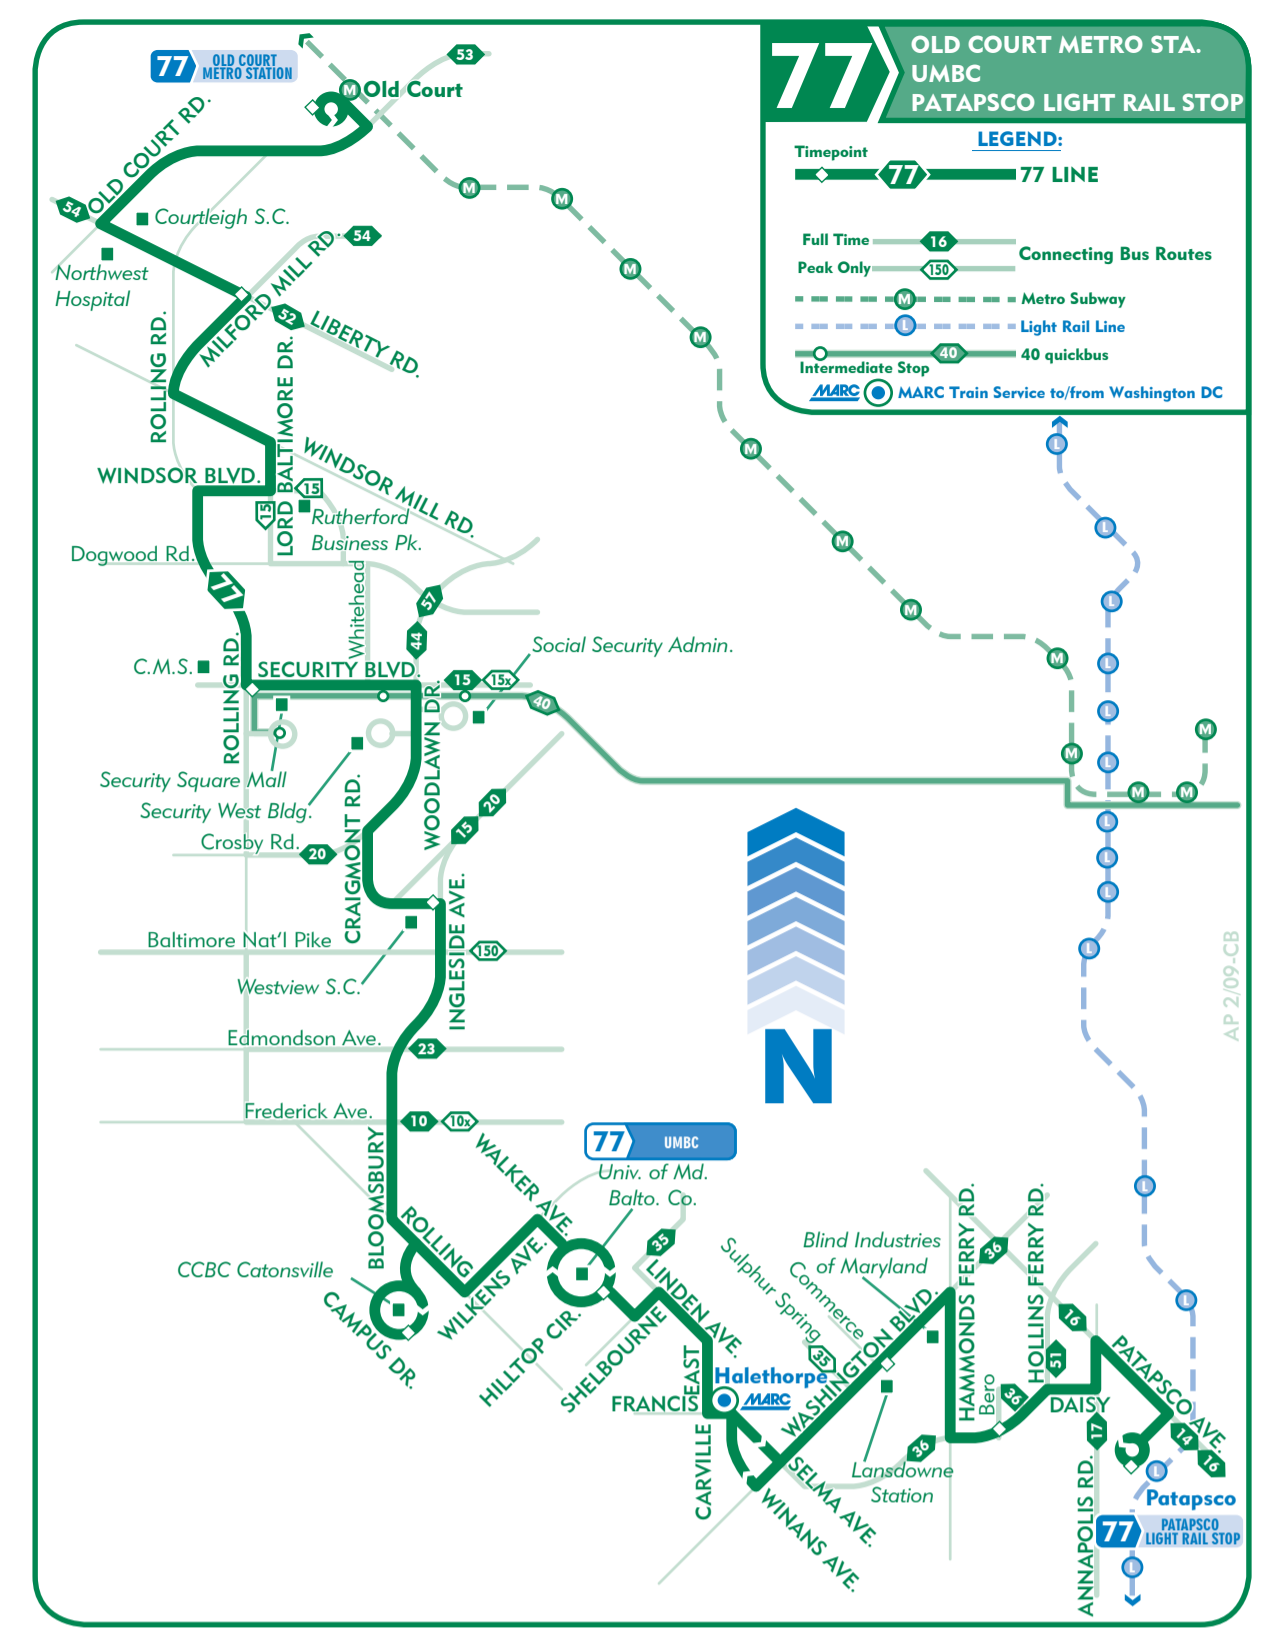 77
OLD COURT METRO STA.
UMBC
PATAPSCO LIGHT RAIL STOP
LEGEND:
Timepoint
77
77 LINE
Full Time
16
Peak Only
150
Connecting Bus Routes
M
Metro Subway
L
Light Rail Line
40
40 quickbus
Intermediate Stop
MARC
MARC Train Service to/from Washington DC
77
OLD COURT
METRO STATION
53
M
Old Court
OLD COURT RD.
54
Courtleigh S.C.
Northwest
Hospital
54
MILFORD MILL RD.
52
LIBERTY RD.
ROLLING RD.
LORD BALTIMORE DR.
WINDSOR MILL RD.
WINDSOR BLVD.
15
15
Rutherford
Business Pk.
Dogwood Rd.
Whitehead
77
57
44
Social Security Admin.
C.M.S.
ROLLING RD.
SECURITY BLVD.
15
15x
40
WOODLAWN DR.
Security Square Mall
Security West Bldg.
CRAIGMONT RD.
20
15
Crosby Rd.
20
INGLESIDE AVE.
Baltimore Nat'l Pike
150
Westview S.C.
Edmondson Ave.
23
Frederick Ave.
10
10x
BLOOMSBURY
WALKER AVE.
77
UMBC
Univ. of Md.
Balto. Co.
ROLLING
CCBC Catonsville
CAMPUS DR.
WILKENS AVE.
HILLTOP CIR.
SHELBOURNE
35
LINDEN AVE.
EAST
FRANCIS
Halethorpe
MARC
CARVILLE
Sulphur Spring
35
Commerce
Blind Industries
of Maryland
WASHINGTON BLVD.
SELMA AVE.
WINANS AVE.
Lansdowne
Station
36
HAMMONDS FERRY RD.
36
HOLLINS FERRY RD.
Bero
36
51
16
DAISY
PATAPSCO AVE.
17
14
16
ANNAPOLIS RD.
L
Patapsco
77
PATAPSCO
LIGHT RAIL STOP
L
M
M
M
M
M
M
M
M
M
M
M
M
L
L
L
L
L
L
L
L
L
L
L
L
N
AP 2/09-CB